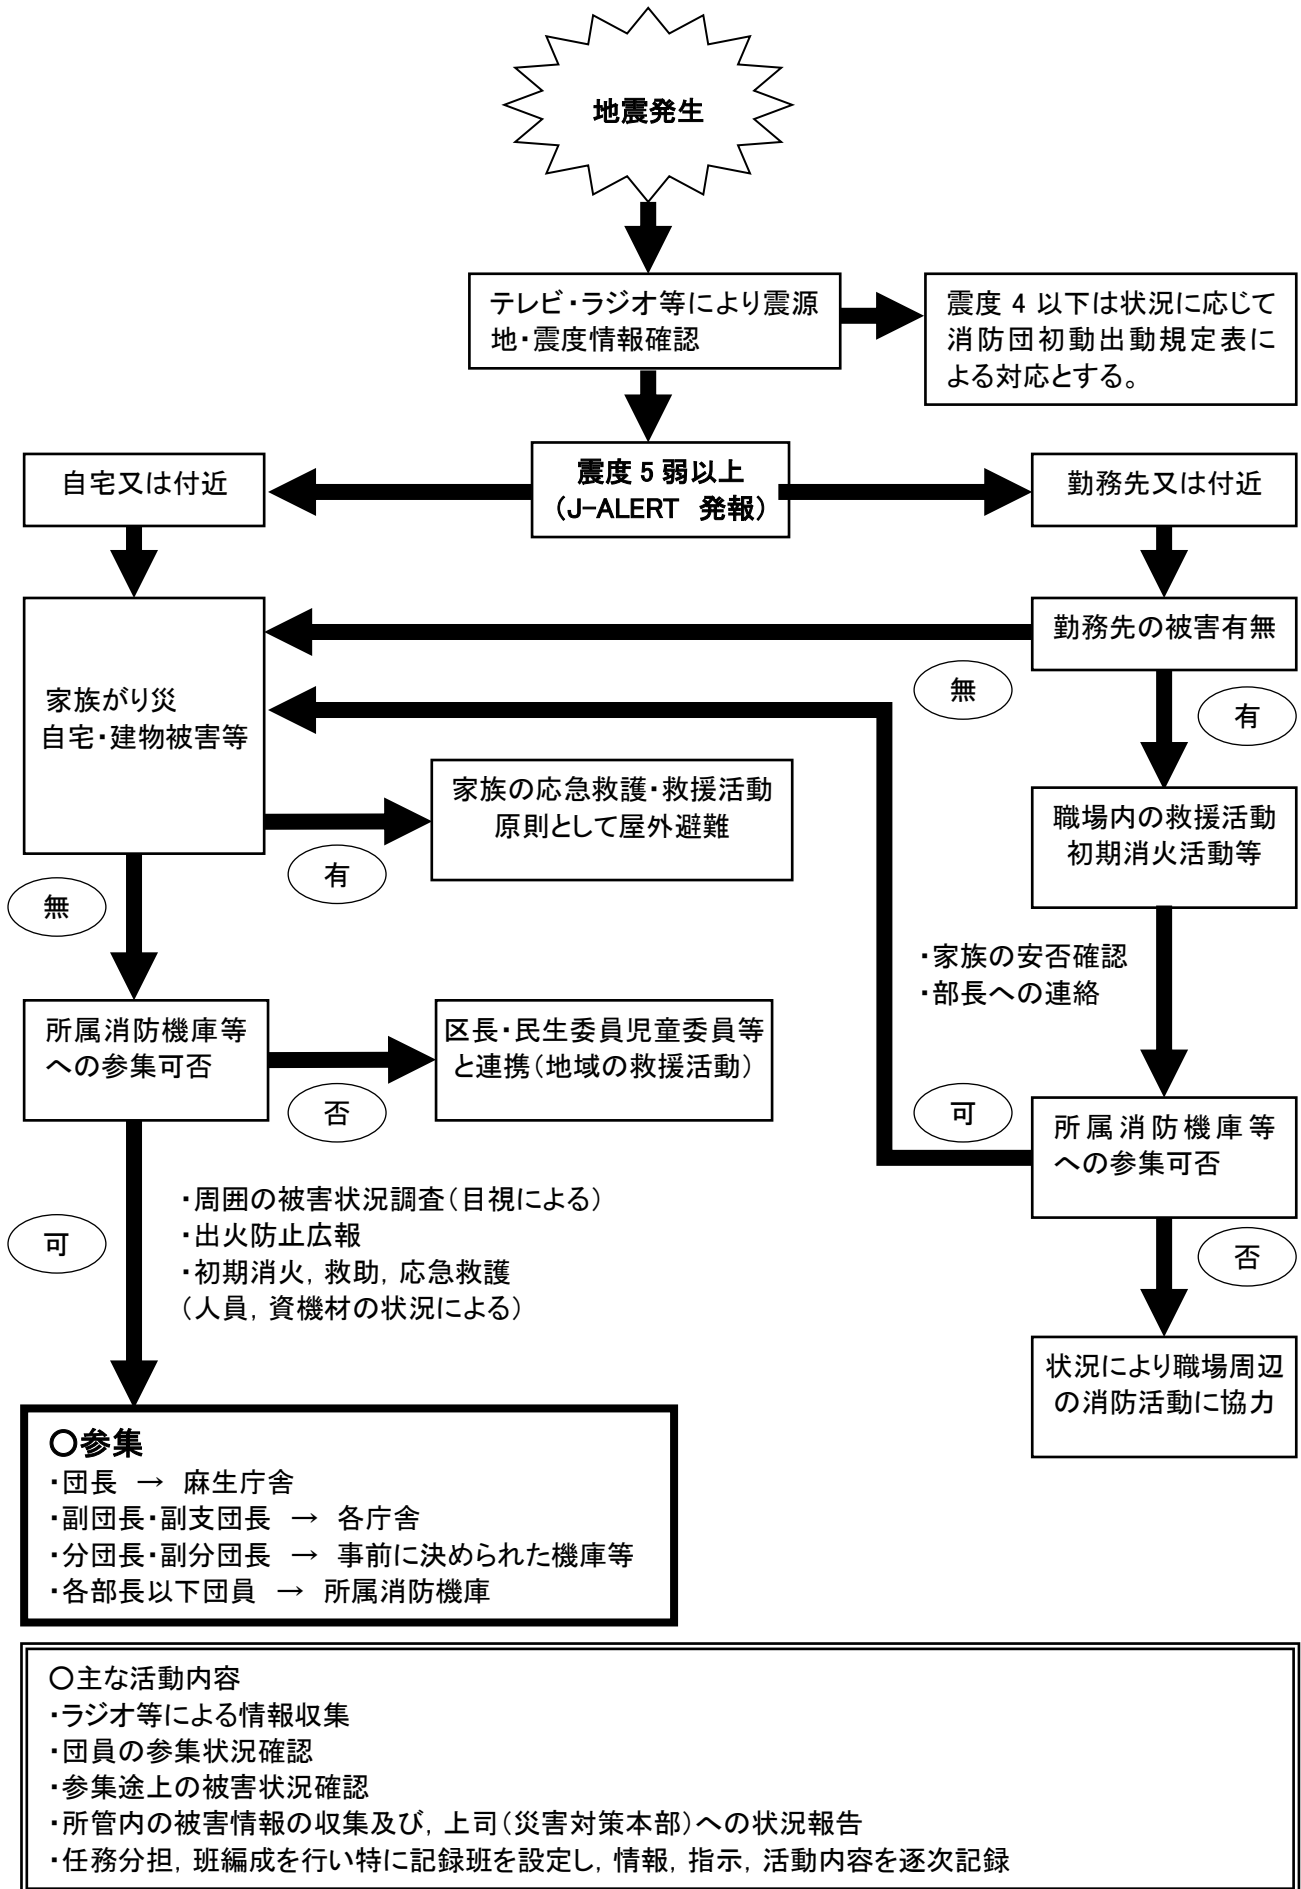 地震発生
テレビ・ラジオ等により震源
地・震度情報確認
震度 4 以下は状況に応じて
消防団初動出動規定表に
よる対応とする。
自宅又は付近
震度 5 弱以上
（J-ALERT 発報）
勤務先又は付近
家族がり災
自宅・建物被害等
勤務先の被害有無
無
有
家族の応急救護・救援活動
原則として屋外避難
有
職場内の救援活動
初期消火活動等
無
・家族の安否確認
・部長への連絡
所属消防機庫等
への参集可否
区長・民生委員児童委員等
と連携（地域の救援活動）
否
可
所属消防機庫等
への参集可否
・周囲の被害状況調査（目視による）
・出火防止広報
・初期消火，救助，応急救護
（人員，資機材の状況による）
可
否
状況により職場周辺
の消防活動に協力
○参集
・団長 → 麻生庁舎
・副団長・副支団長 → 各庁舎
・分団長・副分団長 → 事前に決められた機庫等
・各部長以下団員 → 所属消防機庫
○主な活動内容
・ラジオ等による情報収集
・団員の参集状況確認
・参集途上の被害状況確認
・所管内の被害情報の収集及び，上司（災害対策本部）への状況報告
・任務分担，班編成を行い特に記録班を設定し，情報，指示，活動内容を逐次記録